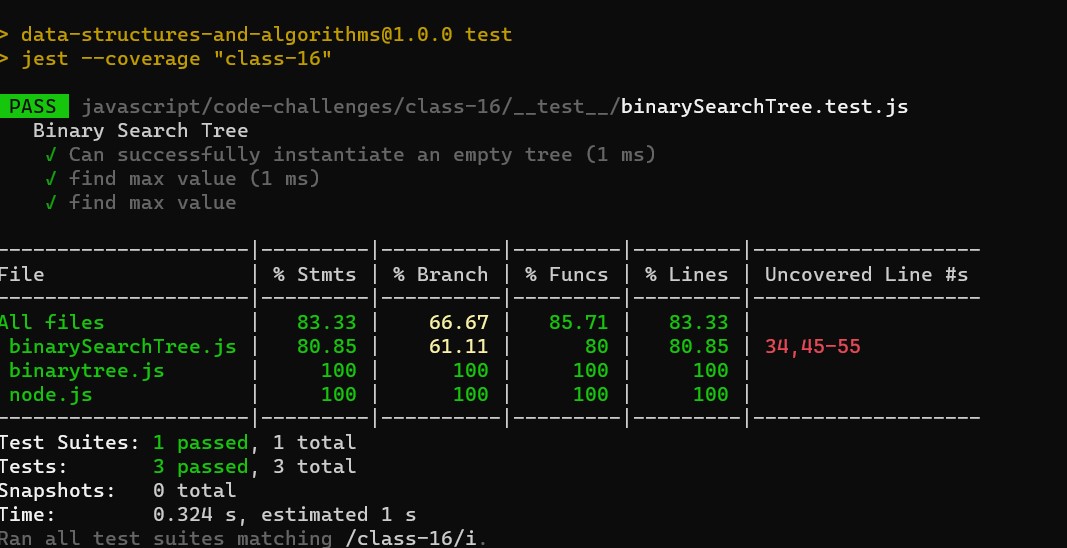 > data-structures-and-algorithms@1.0.0 test
> jest --coverage "class-16"
PASS javascript/code-challenges/class-16/__test__/binarySearchTree.test.js
Binary Search Tree
√ Can successfully instantiate an empty tree (1 ms)
√ find max value (1 ms)
√ find max value
---------------------|---------|----------|---------|---------|-------------------
File | % Stmts | % Branch | % Funcs | % Lines | Uncovered Line #s
---------------------|---------|----------|---------|---------|-------------------
All files | 83.33 | 66.67 | 85.71 | 83.33 |
binarySearchTree.js | 80.85 | 61.11 | 80 | 80.85 | 34,45-55
binarytree.js | 100 | 100 | 100 | 100 |
node.js | 100 | 100 | 100 | 100 |
---------------------|---------|----------|---------|---------|-------------------
Test Suites: 1 passed, 1 total
Tests: 3 passed, 3 total
Snapshots: 0 total
Time: 0.324 s, estimated 1 s
Ran all test suites matching /class-16/i.